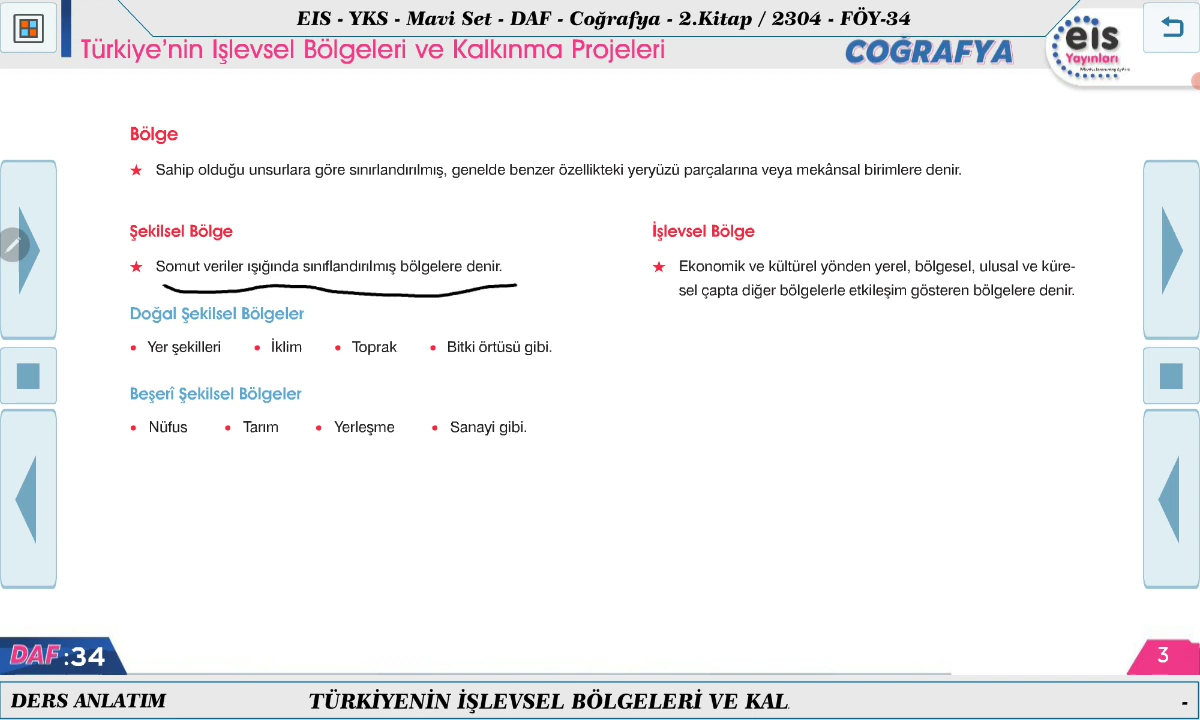 EIS - YKS - Mavi Set - DAF - Coğrafya - 2.Kitap / 2304 - FÖY-34
Türkiye'nin İşlevsel Bölgeleri ve Kalkınma Projeleri
COĞRAFYA
eis
Yayınları
Bölge
★ Sahip olduğu unsurlara göre sınırlandırılmış, genelde benzer özellikteki yeryüzü parçalarına veya mekânsal birimlere denir.
Şekilsel Bölge
★ Somut veriler ışığında sınıflandırılmış bölgelere denir.
Doğal Şekilsel Bölgeler
• Yer şekilleri • İklim • Toprak • Bitki örtüsü gibi.
Beşerî Şekilsel Bölgeler
• Nüfus • Tarım • Yerleşme • Sanayi gibi.
İşlevsel Bölge
★ Ekonomik ve kültürel yönden yerel, bölgesel, ulusal ve küre-
sel çapta diğer bölgelerle etkileşim gösteren bölgelere denir.
DAF :34
3
DERS ANLATIM
TÜRKİYENİN İŞLEVSEL BÖLGELERİ VE KAL
-